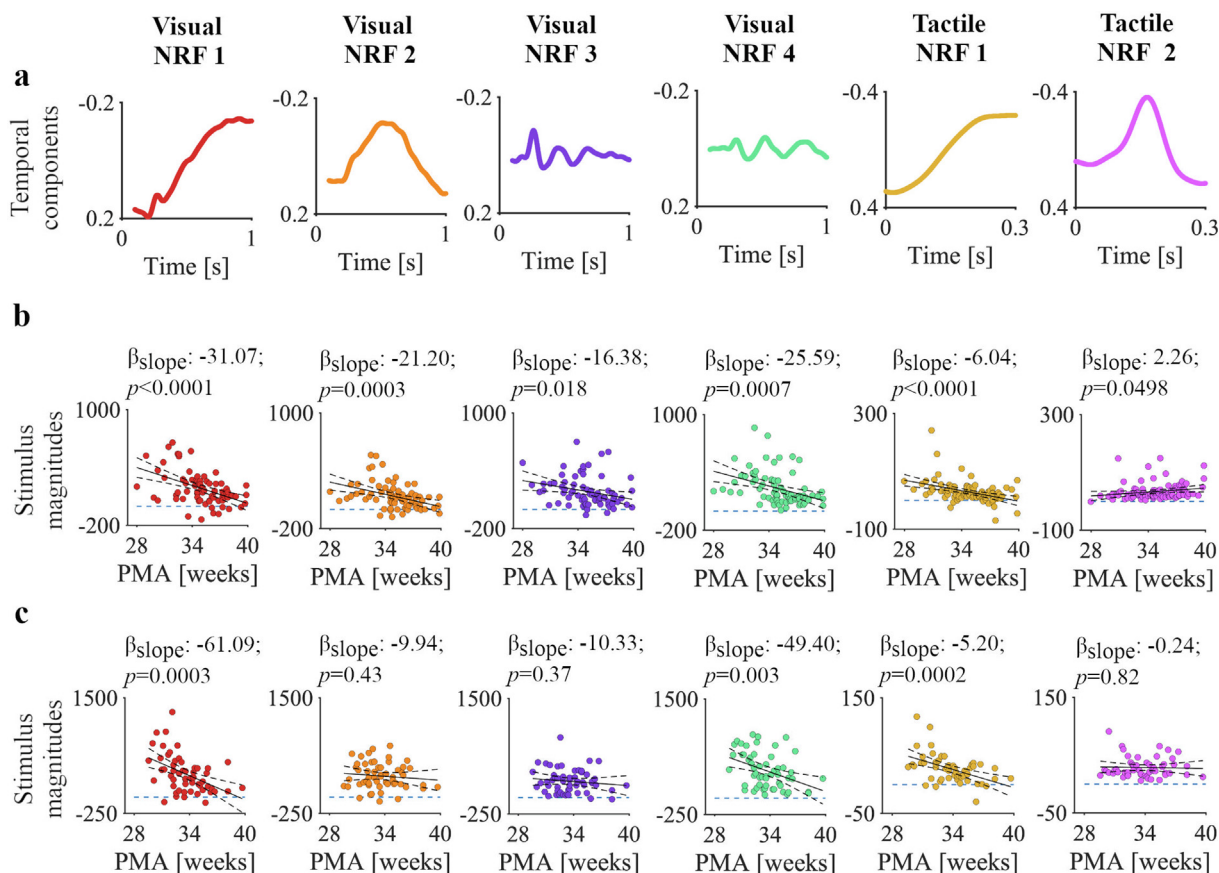 Visual NRF 1
Visual NRF 2
Visual NRF 3
Visual NRF 4
Tactile NRF 1
Tactile NRF 2
a
Temporal components
-0.2
0.2
0
1
Time [s]
-0.2
0.2
0
1
Time [s]
-0.2
0.2
0
1
Time [s]
-0.2
0.2
0
1
Time [s]
-0.4
0.4
0
0.3
Time [s]
-0.4
0.4
0
0.3
Time [s]
b
Stimulus magnitudes
βslope: -31.07;
p<0.0001
1000
-200
28 34 40
PMA [weeks]
βslope: -21.20;
p=0.0003
1000
-200
28 34 40
PMA [weeks]
βslope: -16.38;
p=0.018
1000
-200
28 34 40
PMA [weeks]
βslope: -25.59;
p=0.0007
1000
-200
28 34 40
PMA [weeks]
βslope: -6.04;
p<0.0001
300
-100
28 34 40
PMA [weeks]
βslope: 2.26;
p=0.0498
300
-100
28 34 40
PMA [weeks]
c
Stimulus magnitudes
βslope: -61.09;
p=0.0003
1500
-250
28 34 40
PMA [weeks]
βslope: -9.94;
p=0.43
1500
-250
28 34 40
PMA [weeks]
βslope: -10.33;
p=0.37
1500
-250
28 34 40
PMA [weeks]
βslope: -49.40;
p=0.003
1500
-250
28 34 40
PMA [weeks]
βslope: -5.20;
p=0.0002
150
-50
28 34 40
PMA [weeks]
βslope: -0.24;
p=0.82
150
-50
28 34 40
PMA [weeks]